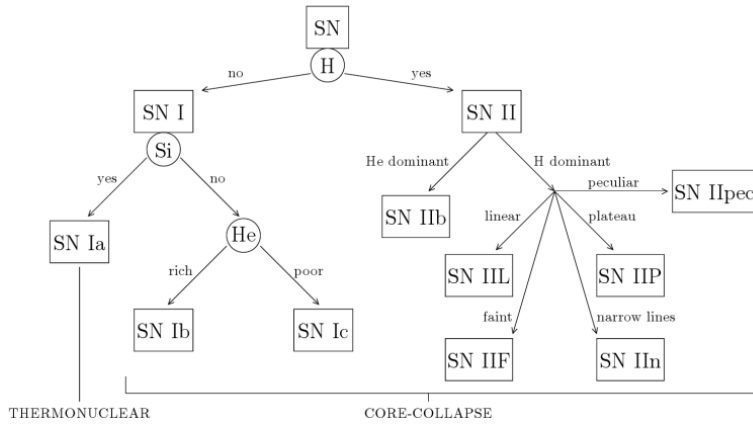 SN
H
no
yes
SN I
SN II
Si
He dominant
H dominant
yes
no
peculiar
SN IIpec
SN IIb
linear
plateau
SN Ia
He
rich
poor
SN IIL
SN IIP
faint
narrow lines
SN Ib
SN Ic
SN IIF
SN IIn
THERMONUCLEAR
CORE-COLLAPSE